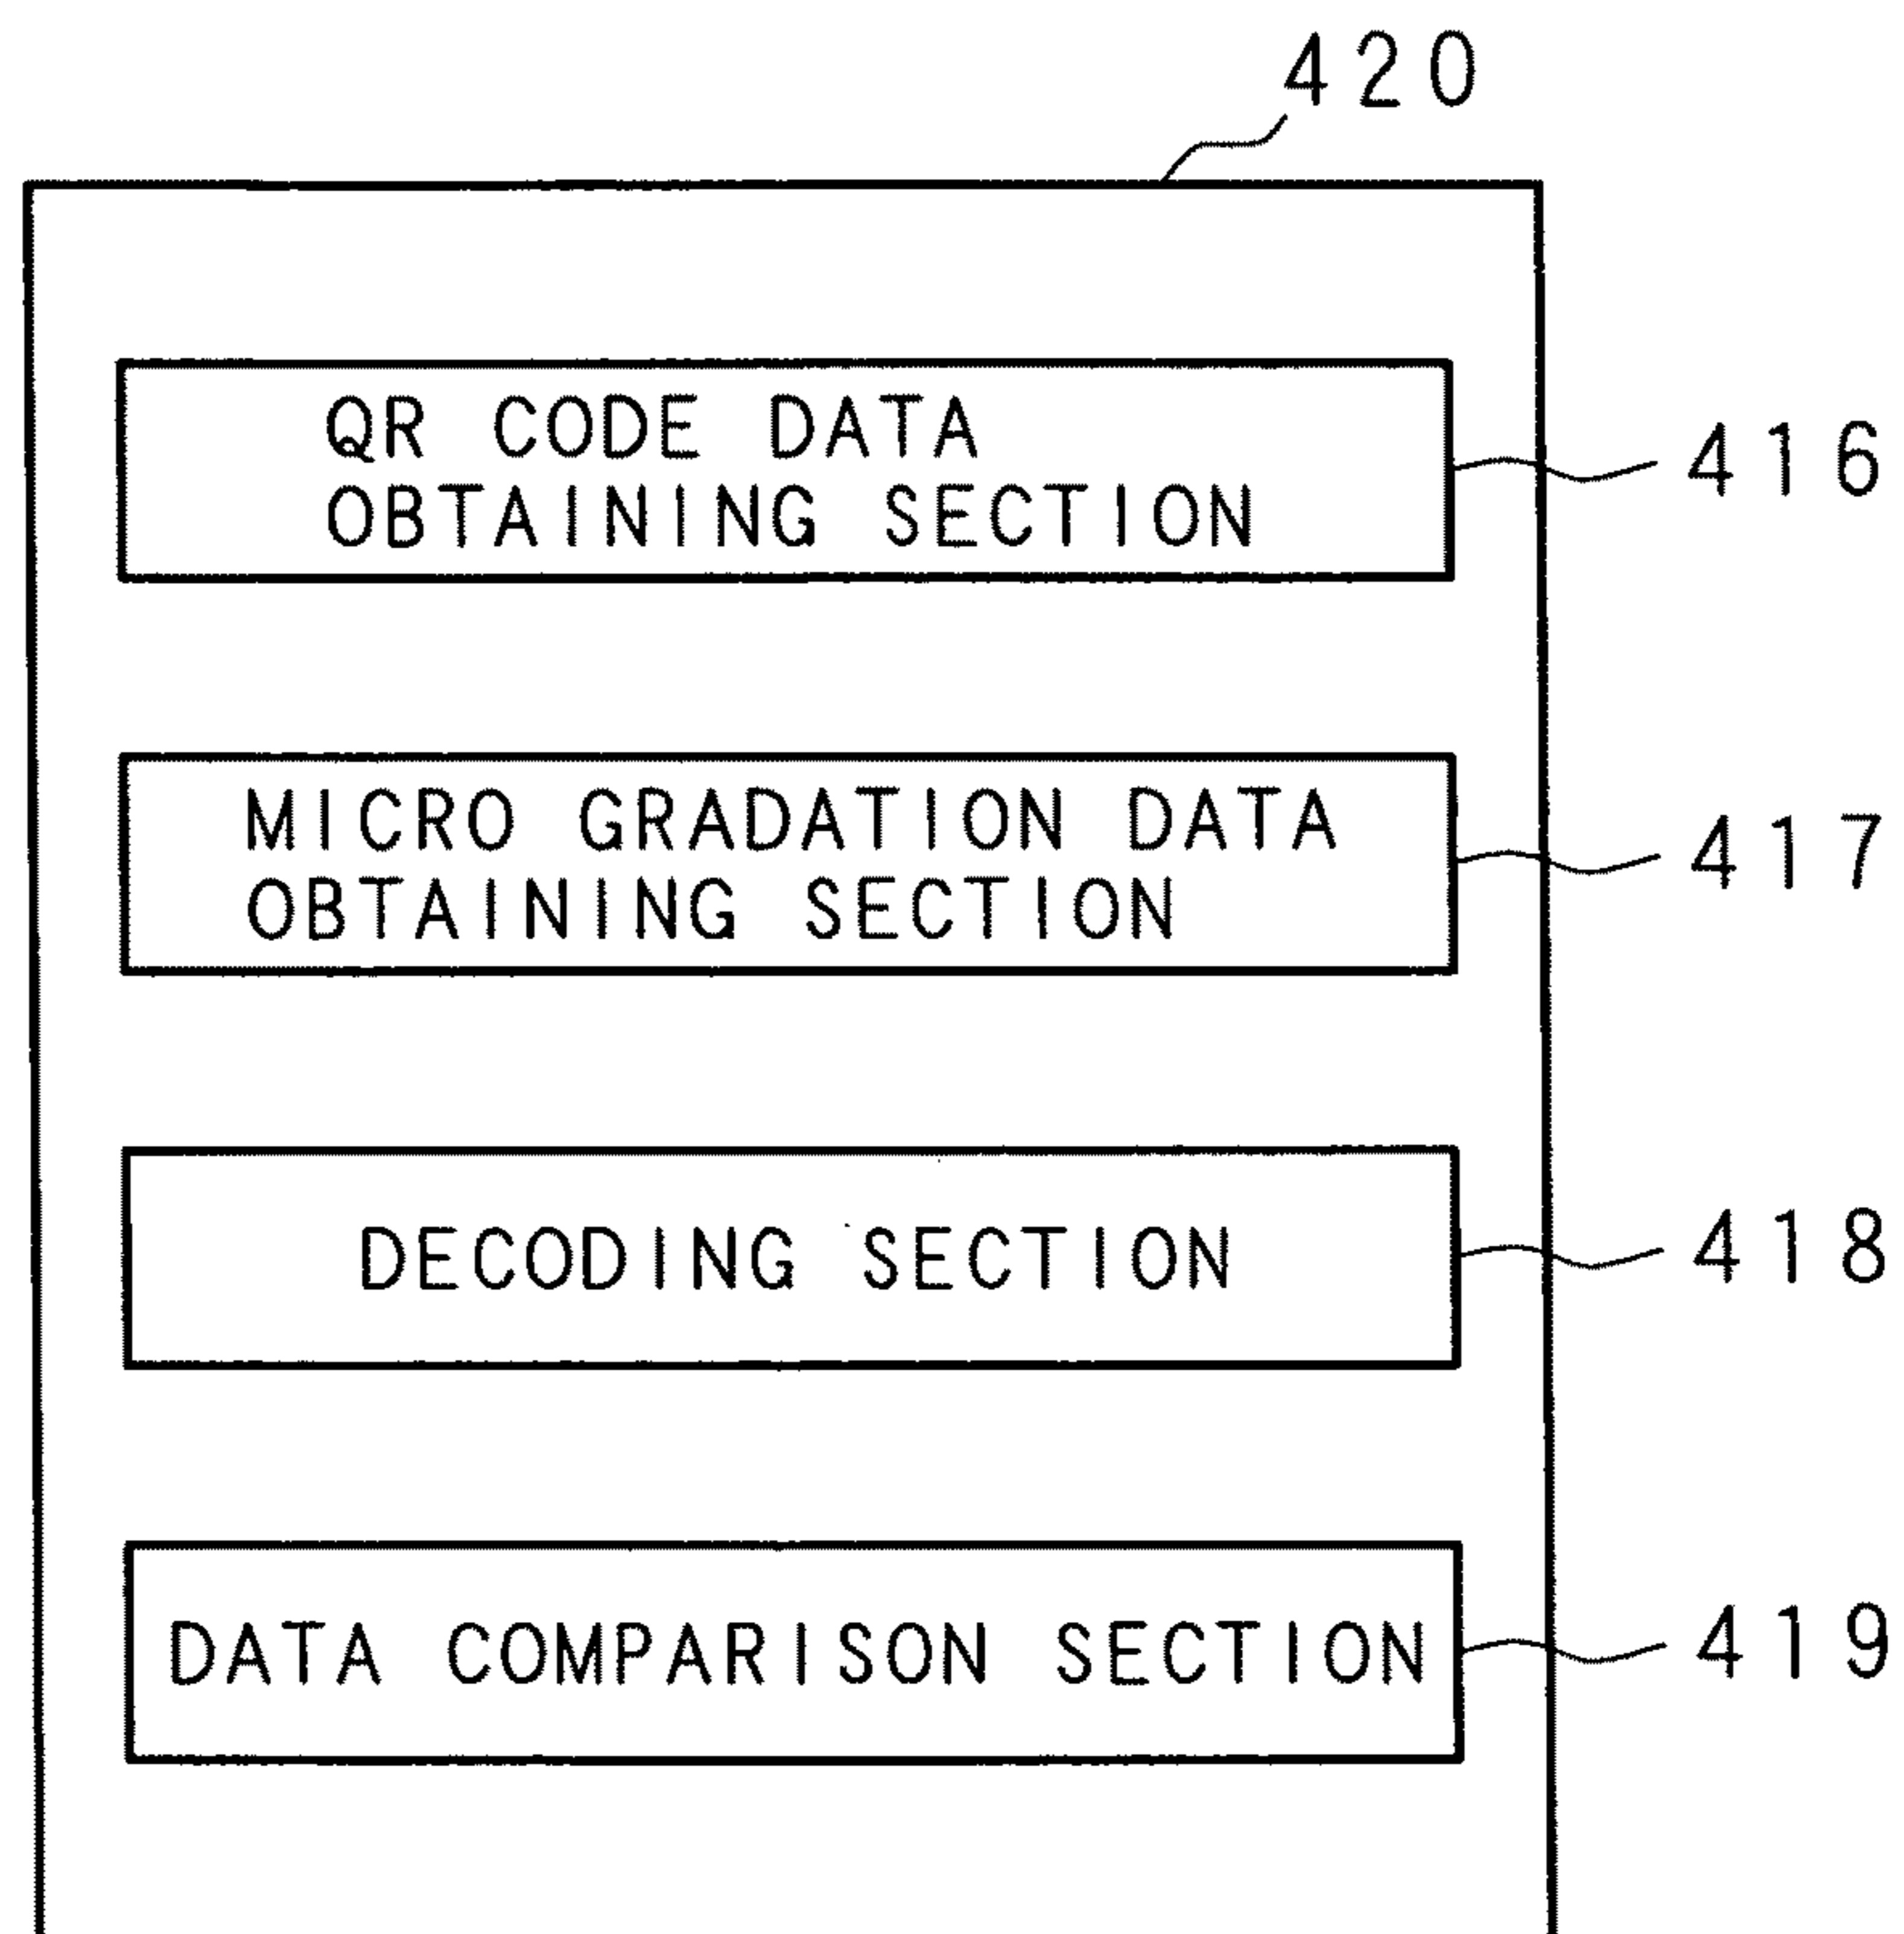 420
QR CODE DATA
OBTAINING SECTION
416
MICRO GRADATION DATA
OBTAINING SECTION
417
DECODING SECTION
418
DATA COMPARISON SECTION
419